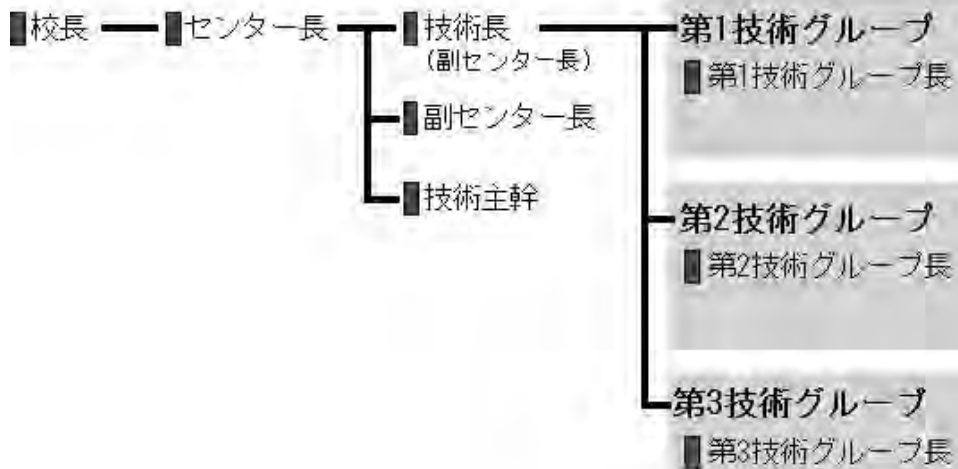 校長
センター長
技術長
(副センター長)
副センター長
技術主幹
第1技術グループ
第1技術グループ長
第2技術グループ
第2技術グループ長
第3技術グループ
第3技術グループ長